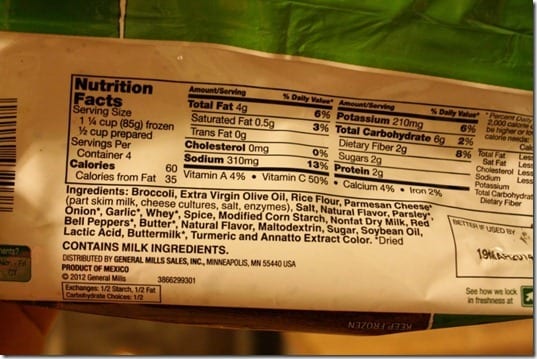 Nutrition
Facts
Serving Size
1 ¼ cup (85g) frozen
½ cup prepared
Servings Per
Container 4
Calories 60
Calories from Fat 35
Amount/Serving % Daily Value*
Total Fat 4g 6%
Saturated Fat 0.5g 3%
Trans Fat 0g
Cholesterol 0mg 0%
Sodium 310mg 13%
Amount/Serving % Daily Value*
Potassium 210mg 6%
Total Carbohydrate 6g 2%
Dietary Fiber 2g 8%
Sugars 2g
Protein 2g
Vitamin A 4% • Vitamin C 50% • Calcium 4% • Iron 2%
* Percent Daily
2,000 calorie
be higher or low
calorie needs:
Total Fat Less
Sat Fat Less
Cholesterol Less
Sodium Less
Potassium
Total Carbohydrate
Dietary Fiber
Ingredients: Broccoli, Extra Virgin Olive Oil, Rice Flour, Parmesan Cheese*
(part skim milk, cheese cultures, salt, enzymes), Salt, Natural Flavor, Parsley*,
Onion*, Garlic*, Whey*, Spice, Modified Corn Starch, Nonfat Dry Milk, Red
Bell Peppers*, Butter*, Natural Flavor, Maltodextrin, Sugar, Soybean Oil,
Lactic Acid, Buttermilk*, Turmeric and Annatto Extract Color. *Dried
CONTAINS MILK INGREDIENTS.
DISTRIBUTED BY GENERAL MILLS SALES, INC., MINNEAPOLIS, MN 55440 USA
PRODUCT OF MEXICO
© 2012 General Mills 3866299301
Exchanges: 1/2 Starch, 1/2 Fat
Carbohydrate Choices: 1/2
BETTER IF USED BY
See how we lock
in freshness at
KEEP FROZEN